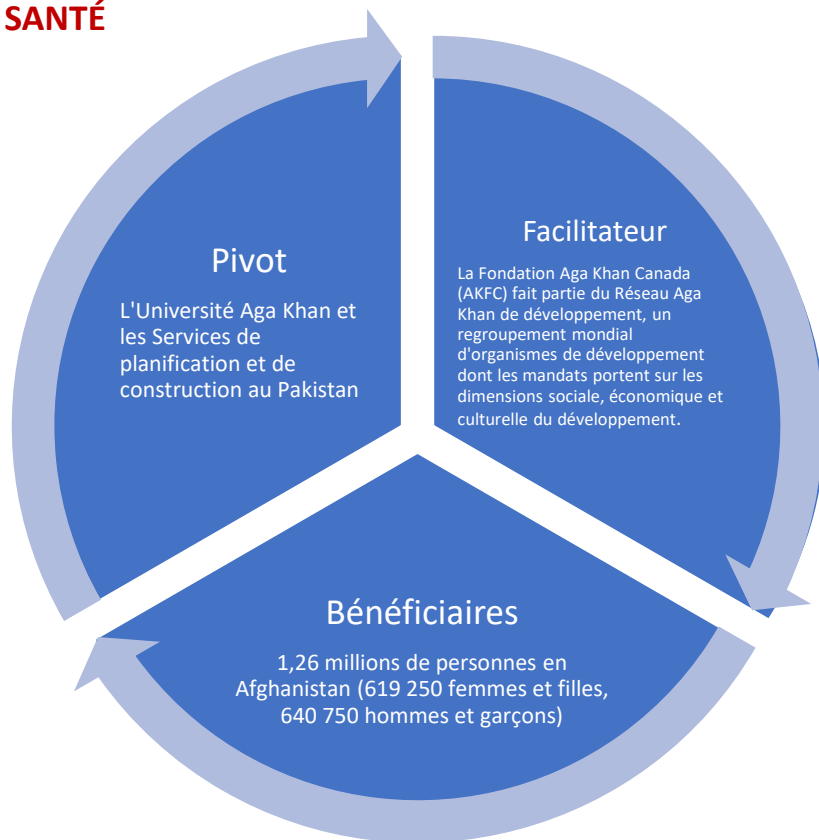 SANTÉ
Pivot
L'Université Aga Khan et
les Services de
planification et de
construction au Pakistan
Facilitateur
La Fondation Aga Khan Canada
(AKFC) fait partie du Réseau Aga
Khan de développement, un
regroupement mondial
d'organismes de développement
dont les mandats portent sur les
dimensions sociale, économique et
culturelle du développement.
Bénéficiaires
1,26 millions de personnes en
Afghanistan (619 250 femmes et filles,
640 750 hommes et garçons)